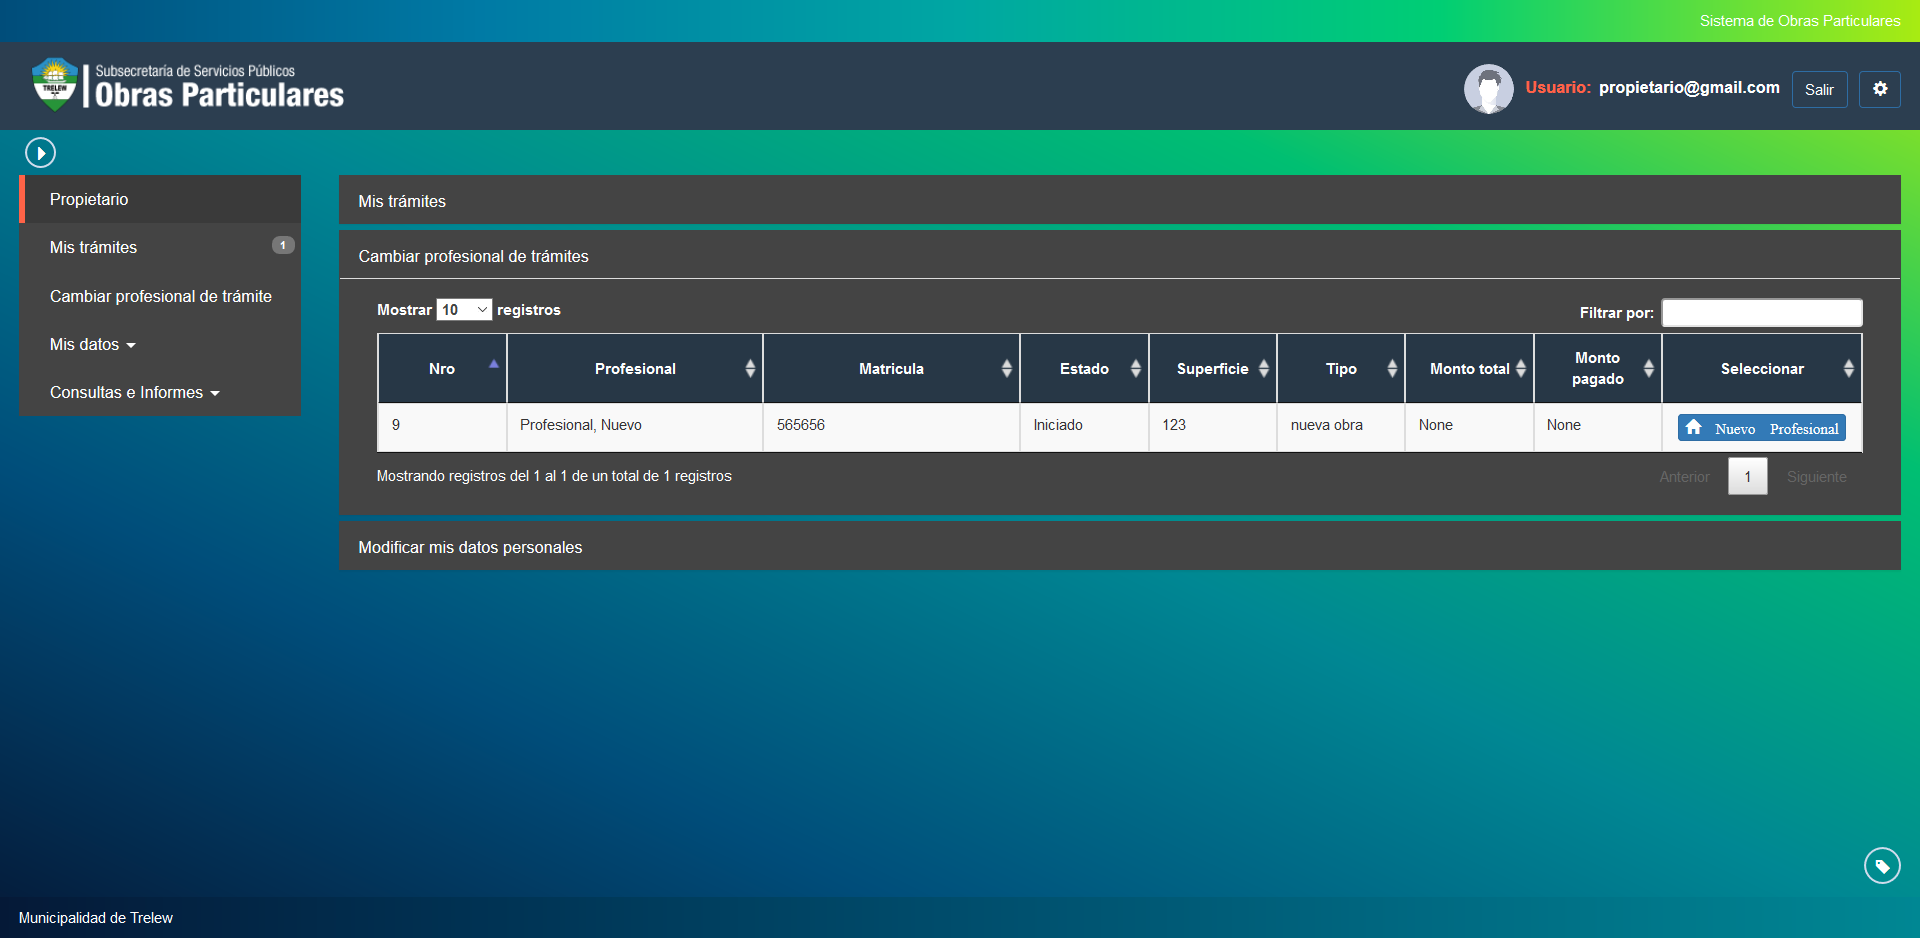 Sistema de Obras Particulares
TRELEW
Subsecretaría de Servicios Públicos
Obras Particulares
Usuario: propietario@gmail.com Salir
Propietario
Mis trámites 1
Cambiar profesional de trámite
Mis datos
Consultas e Informes
Mis trámites
Cambiar profesional de trámites
Mostrar 10 registros Filtrar por:
Nro Profesional Matricula Estado Superficie Tipo Monto total Monto pagado Seleccionar
9 Profesional, Nuevo 565656 Iniciado 123 nueva obra None None Nuevo Profesional
Mostrando registros del 1 al 1 de un total de 1 registros Anterior 1 Siguiente
Modificar mis datos personales
Municipalidad de Trelew